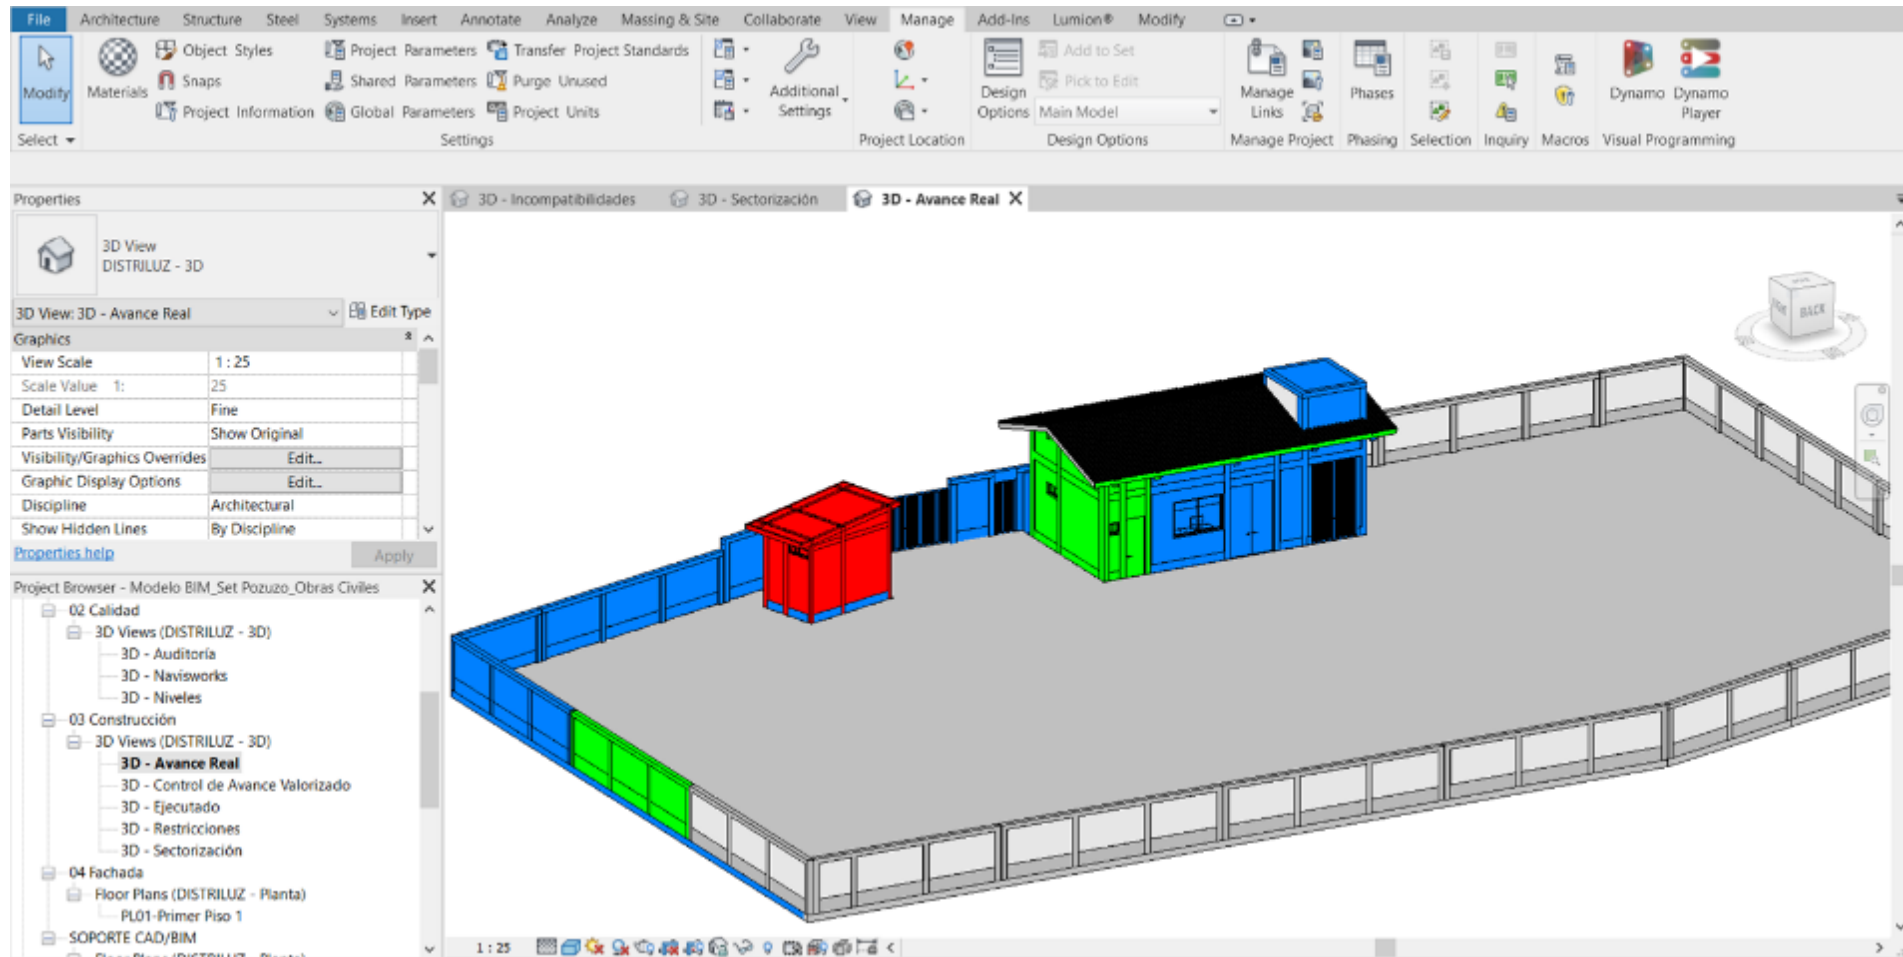 File Architecture Structure Steel Systems Insert Annotate Analyze Massing & Site Collaborate View Manage Add-Ins Lumion® Modify
Modify
Materials
Object Styles
Snaps
Project Information
Project Parameters
Shared Parameters
Global Parameters
Transfer Project Standards
Purge Unused
Project Units
Additional
Settings
Design
Options
Add to Set
Pick to Edit
Main Model
Manage
Links
Phases
Dynamo
Dynamo
Player
Select Settings Project Location Design Options Manage Project Phasing Selection Inquiry Macros Visual Programming
Properties
3D View
DISTRILUZ - 3D
3D View: 3D - Avance Real Edit Type
Graphics
View Scale 1 : 25
Scale Value 1: 25
Detail Level Fine
Parts Visibility Show Original
Visibility/Graphics Overrides Edit...
Graphic Display Options Edit...
Discipline Architectural
Show Hidden Lines By Discipline
Properties help Apply
Project Browser - Modelo BIM_Set Pozuzo_Obras Civiles
02 Calidad
3D Views (DISTRILUZ - 3D)
3D - Auditoría
3D - Navisworks
3D - Niveles
03 Construcción
3D Views (DISTRILUZ - 3D)
3D - Avance Real
3D - Control de Avance Valorizado
3D - Ejecutado
3D - Restricciones
3D - Sectorización
04 Fachada
Floor Plans (DISTRILUZ - Planta)
PL01-Primer Piso 1
SOPORTE CAD/BIM
Floor Plans (DISTRILUZ - Planta)
3D - Incompatibilidades 3D - Sectorización 3D - Avance Real
BACK
1 : 25